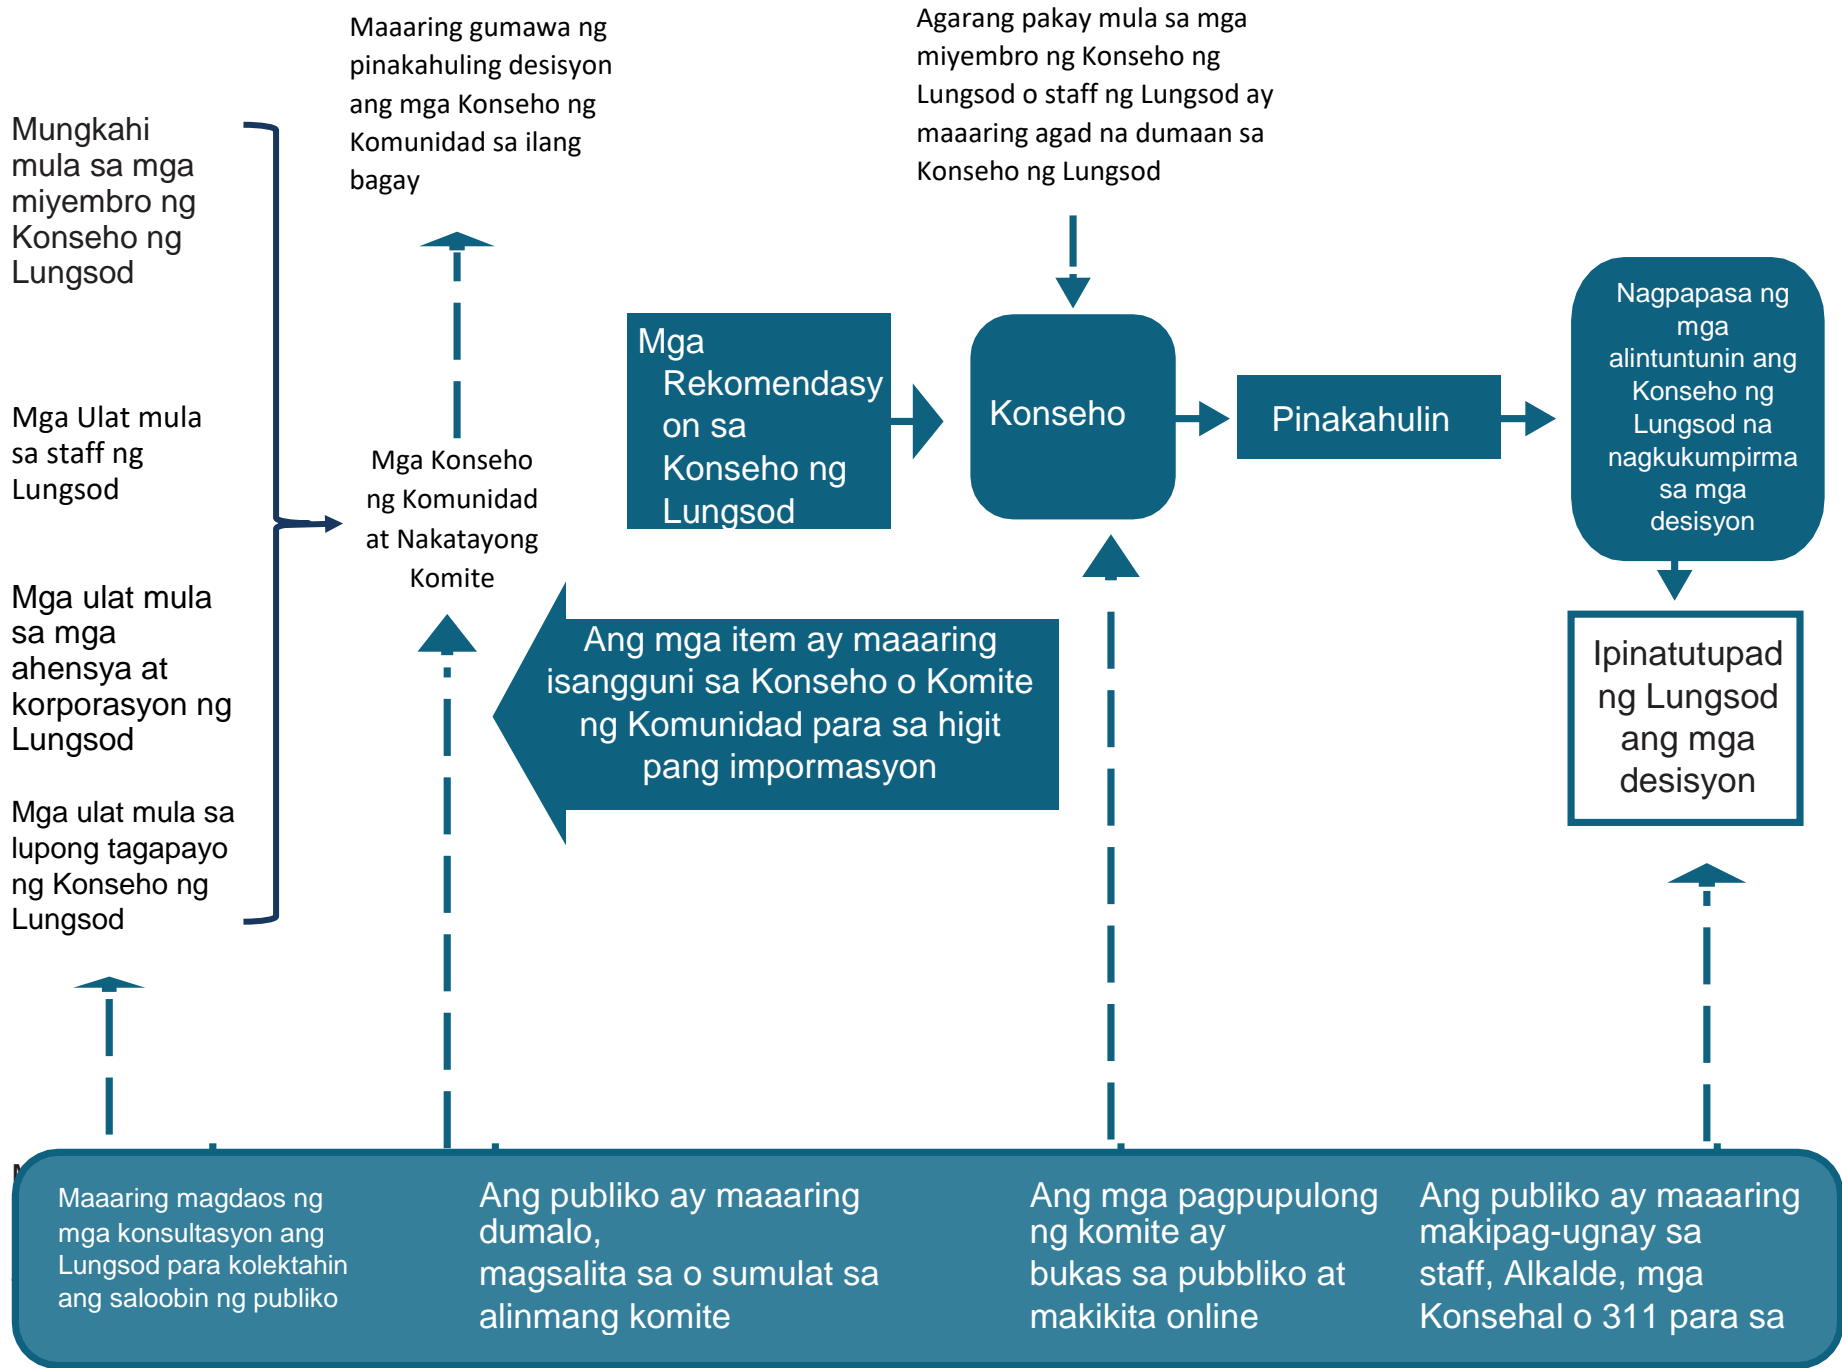 Mungkahi
mula sa mga
miyembro ng
Konseho ng
Lungsod
Mga Ulat mula
sa staff ng
Lungsod
Mga ulat mula
sa mga
ahensya at
korporasyon ng
Lungsod
Mga ulat mula sa
lupong tagapayo
ng Konseho ng
Lungsod
Maaaring gumawa ng
pinakahuling desisyon
ang mga Konseho ng
Komunidad sa ilang
bagay
Mga Konseho
ng Komunidad
at Nakatayong
Komite
Mga
Rekomendasy
on sa
Konseho ng
Lungsod
Agarang pakay mula sa mga
miyembro ng Konseho ng
Lungsod o staff ng Lungsod ay
maaaring agad na dumaan sa
Konseho ng Lungsod
Konseho
Pinakahulin
Nagpapasa ng
mga
alintuntunin ang
Konseho ng
Lungsod na
nagkukumpirma
sa mga
desisyon
Ipinatutupad
ng Lungsod
ang mga
desisyon
Ang mga item ay maaaring
isangguni sa Konseho o Komite
ng Komunidad para sa higit
pang impormasyon
Maaaring magdaos ng
mga konsultasyon ang
Lungsod para kolektahin
ang saloobin ng publiko
Ang publiko ay maaaring
dumalo,
magsalita sa o sumulat sa
alinmang komite
Ang mga pagpupulong
ng komite ay
bukas sa pubbliko at
makikita online
Ang publiko ay maaaring
makipag-ugnay sa
staff, Alkalde, mga
Konsehal o 311 para sa